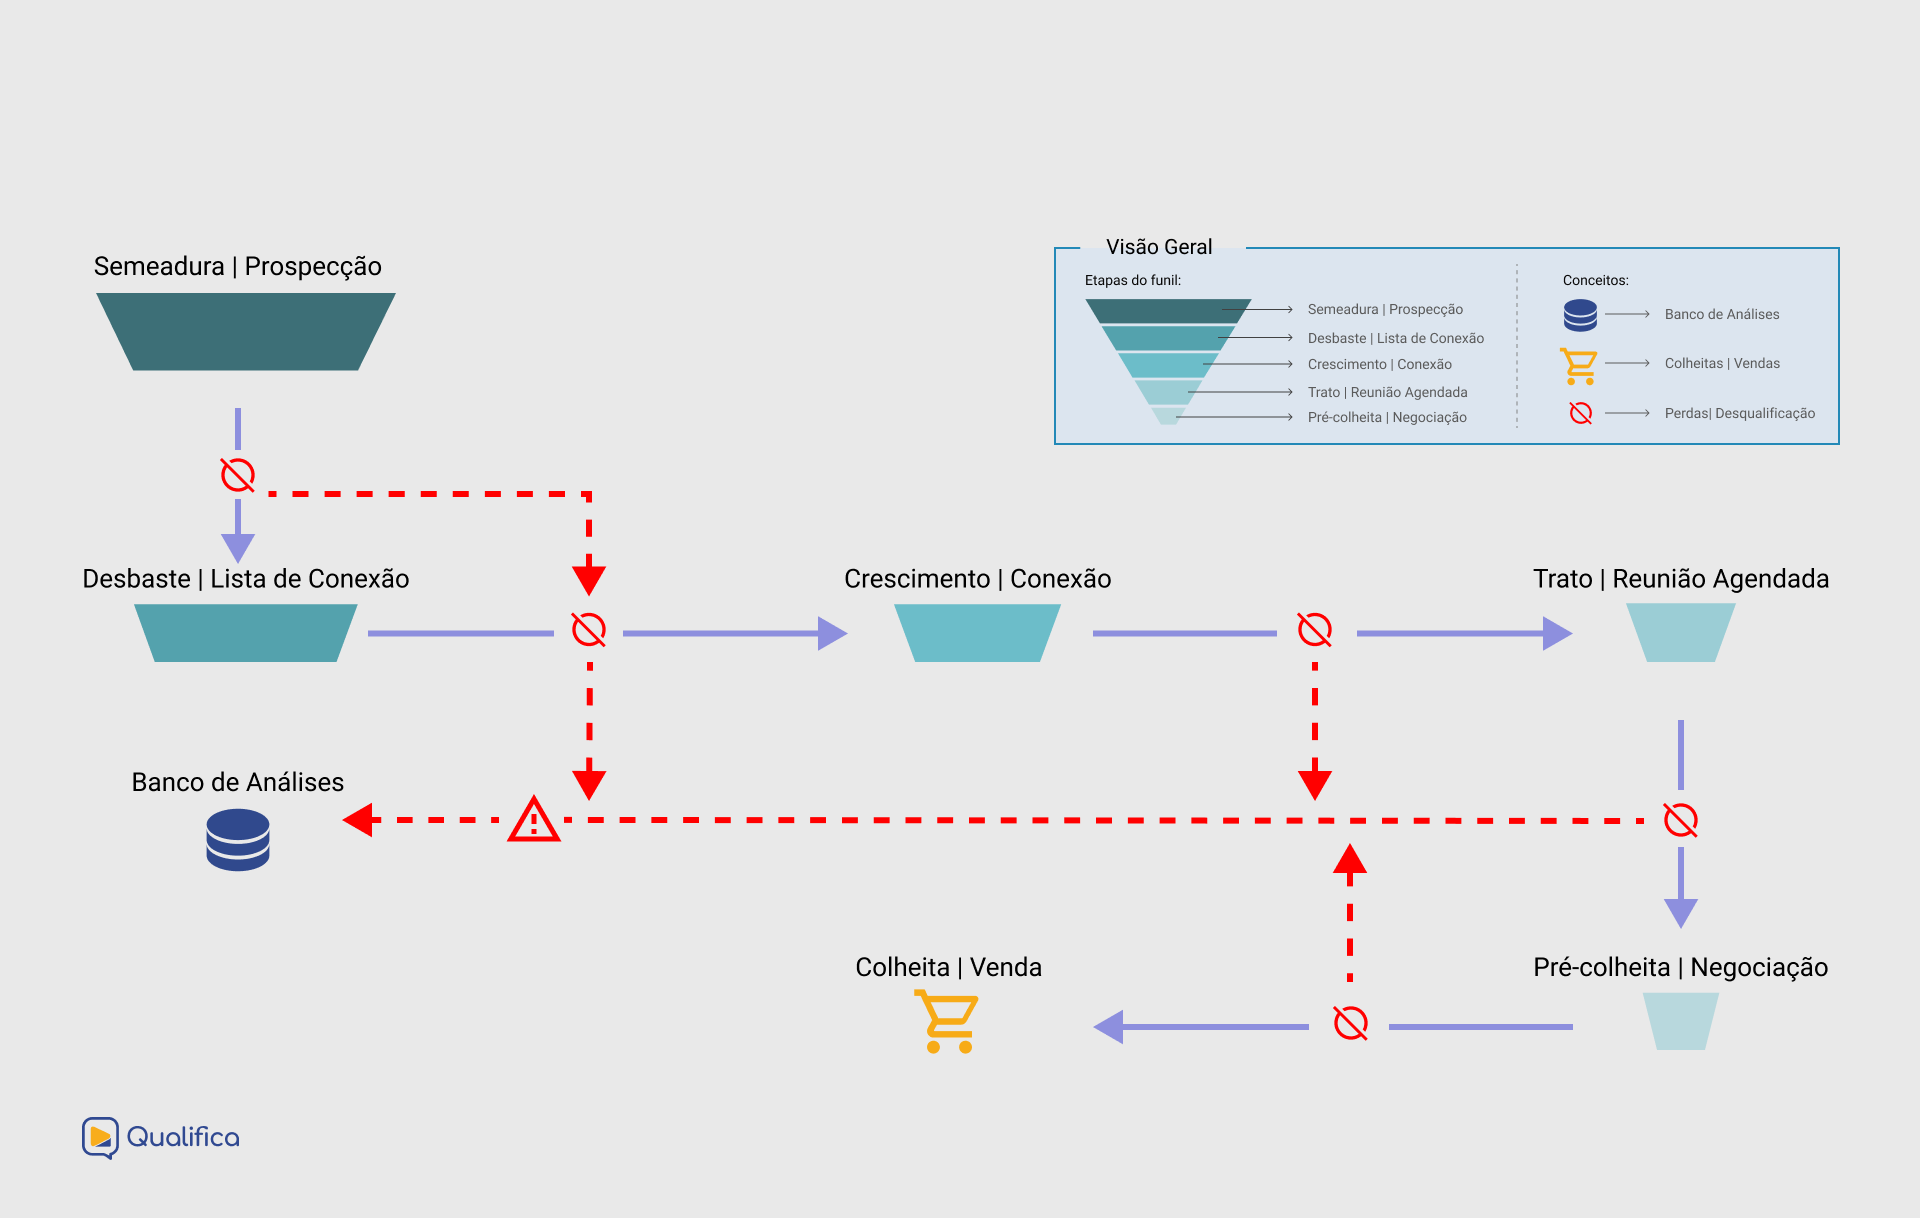 Semeadura | Prospecção
Visão Geral
Etapas do funil:
Semeadura | Prospecção
Desbaste | Lista de Conexão
Crescimento | Conexão
Trato | Reunião Agendada
Pré-colheita | Negociação
Conceitos:
Banco de Análises
Colheitas | Vendas
Perdas| Desqualificação
Desbaste | Lista de Conexão
Crescimento | Conexão
Trato | Reunião Agendada
Banco de Análises
Colheita | Venda
Pré-colheita | Negociação
Qualifica